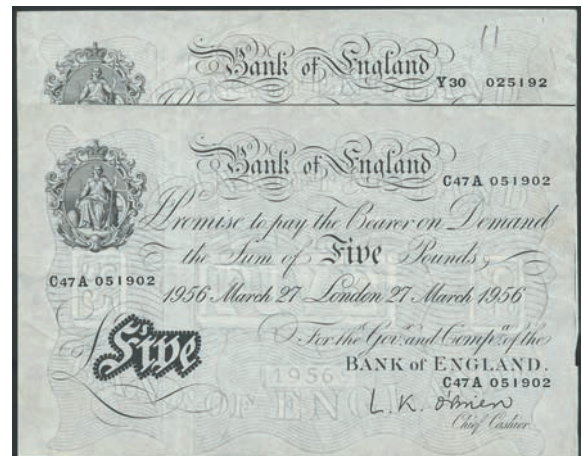 11
Bank of England
Y30 025192
Bank of England
C47A 051902
Promise to pay the Bearer on Demand
the Sum of Five Pounds
C47A 051902
1956 March 27 London 27 March 1956
For the Gov.r and Comp.a of the
£Five
BANK of ENGLAND.
1956
C47A 051902
L. K. O'Brien
Chief Cashier